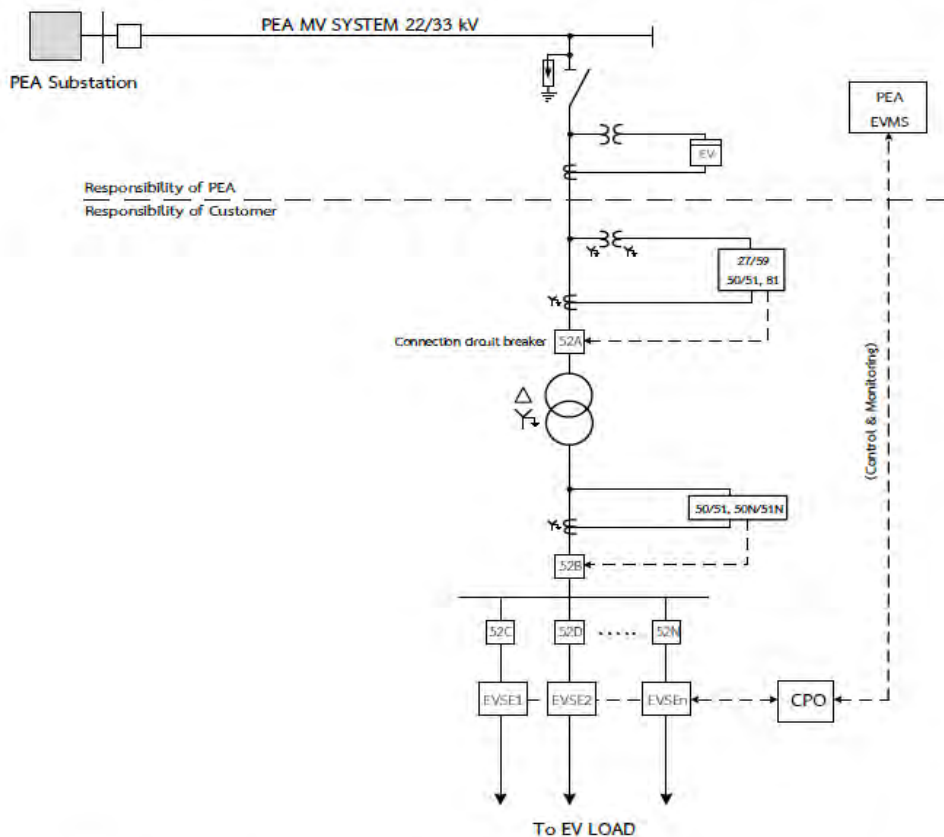 PEA MV SYSTEM 22/33 kV
PEA Substation
PEA
EVMS
EV
Responsibility of PEA
Responsibility of Customer
27/59
50/51, 81
Connection circuit breaker
52A
(Control & Monitoring)
50/51, 50N/51N
52B
52C
52D
.....
52N
EVSE1
EVSE2
EVSEn
CPO
To EV LOAD